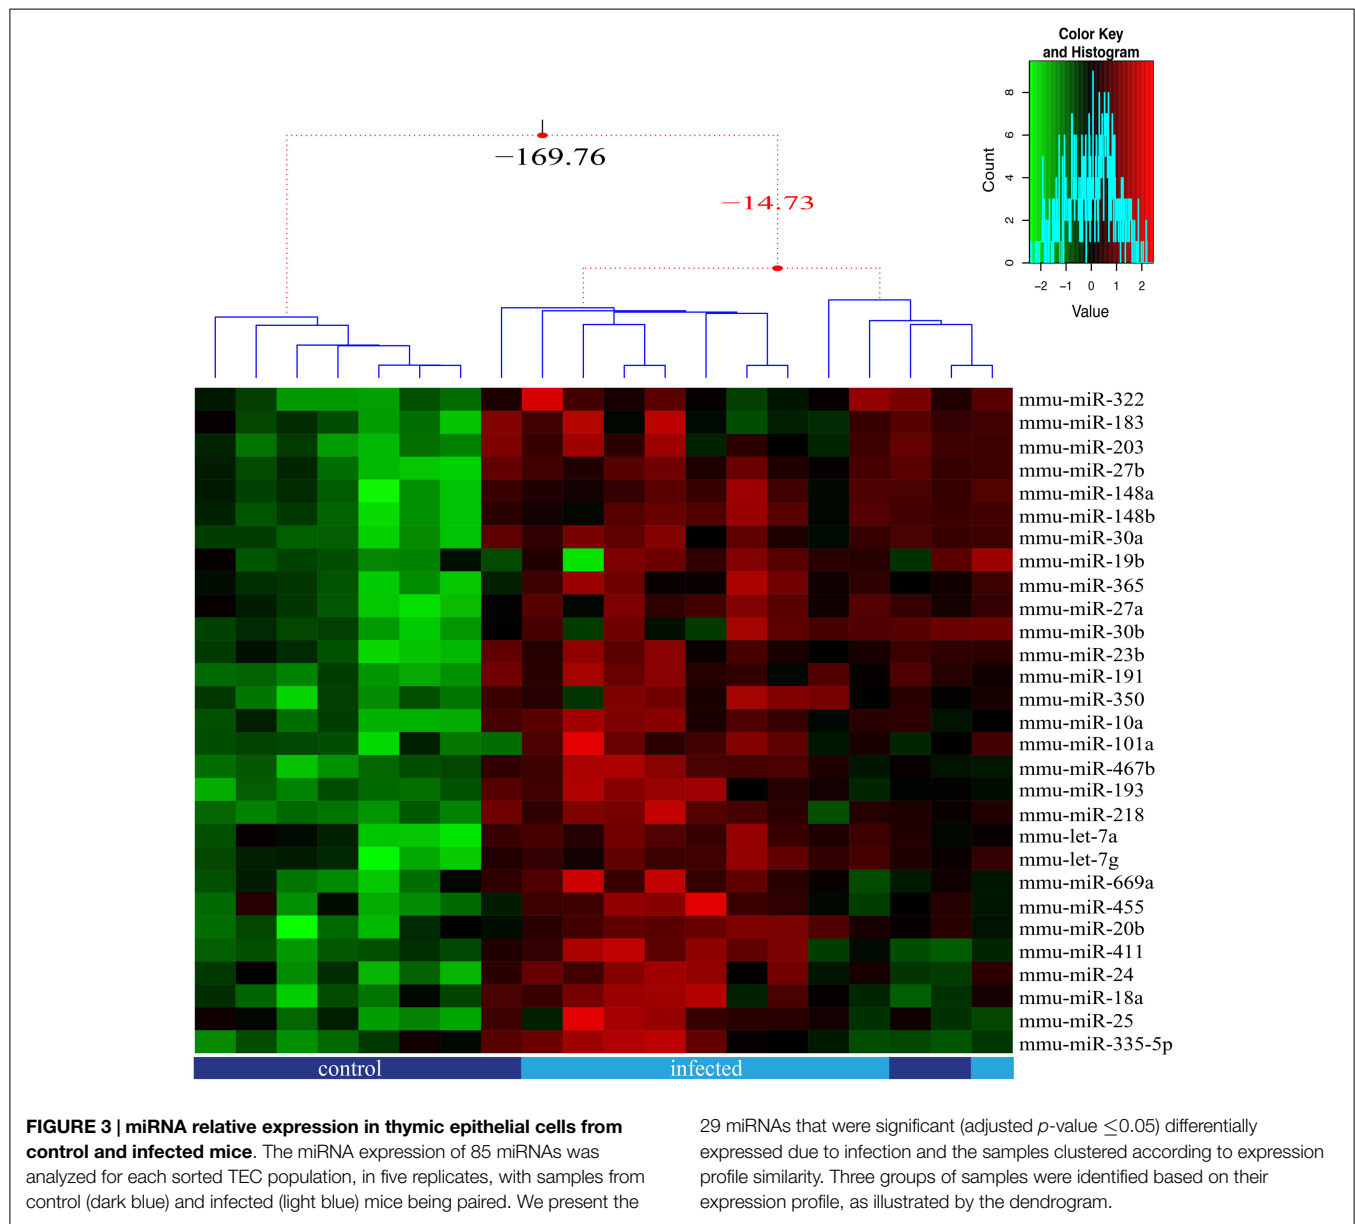 Color Key
and Histogram
Count
0
2
4
6
8
−2 −1 0 1 2
Value
−169.76
−14.73
mmu-miR-322
mmu-miR-183
mmu-miR-203
mmu-miR-27b
mmu-miR-148a
mmu-miR-148b
mmu-miR-30a
mmu-miR-19b
mmu-miR-365
mmu-miR-27a
mmu-miR-30b
mmu-miR-23b
mmu-miR-191
mmu-miR-350
mmu-miR-10a
mmu-miR-101a
mmu-miR-467b
mmu-miR-193
mmu-miR-218
mmu-let-7a
mmu-let-7g
mmu-miR-669a
mmu-miR-455
mmu-miR-20b
mmu-miR-411
mmu-miR-24
mmu-miR-18a
mmu-miR-25
mmu-miR-335-5p
control infected
FIGURE 3 | miRNA relative expression in thymic epithelial cells from
control and infected mice. The miRNA expression of 85 miRNAs was
analyzed for each sorted TEC population, in five replicates, with samples from
control (dark blue) and infected (light blue) mice being paired. We present the
29 miRNAs that were significant (adjusted p-value ≤0.05) differentially
expressed due to infection and the samples clustered according to expression
profile similarity. Three groups of samples were identified based on their
expression profile, as illustrated by the dendrogram.